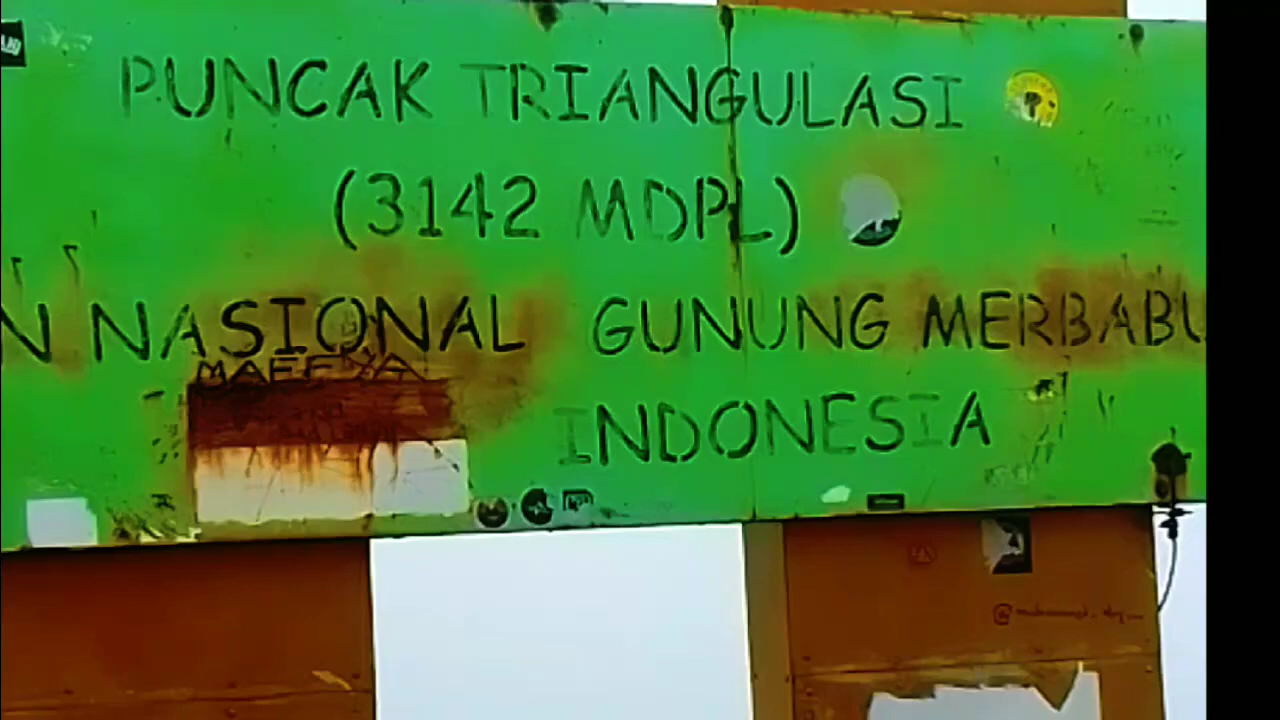 PUNCAK TRIANGULASI
(3142 MDPL)
N NASIONAL GUNUNG MERBABU
INDONESIA